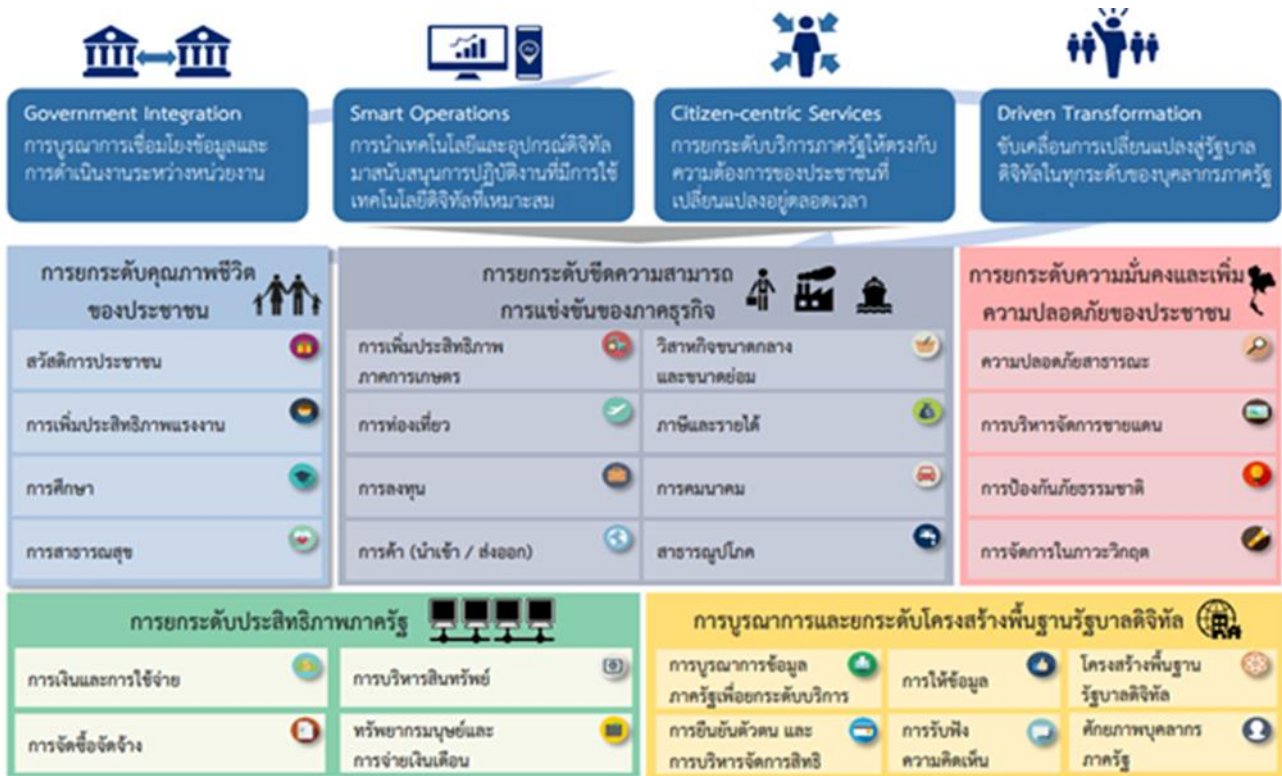 Government Integration
การบูรณาการเชื่อมโยงข้อมูลและ
การดำเนินงานระหว่างหน่วยงาน
Smart Operations
การนำเทคโนโลยีและอุปกรณ์ดิจิทัล
มาสนับสนุนการปฏิบัติงานที่มีการใช้
เทคโนโลยีดิจิทัลที่เหมาะสม
Citizen-centric Services
การยกระดับบริการภาครัฐให้ตรงกับ
ความต้องการของประชาชนที่
เปลี่ยนแปลงอยู่ตลอดเวลา
Driven Transformation
ขับเคลื่อนการเปลี่ยนแปลงสู่รัฐบาล
ดิจิทัลในทุกระดับของบุคลากรภาครัฐ
การยกระดับคุณภาพชีวิต
ของประชาชน
สวัสดิการประชาชน
การเพิ่มประสิทธิภาพแรงงาน
การศึกษา
การสาธารณสุข
การยกระดับขีดความสามารถ
การแข่งขันของภาคธุรกิจ
การเพิ่มประสิทธิภาพ
ภาคการเกษตร
การท่องเที่ยว
การลงทุน
การค้า (นำเข้า / ส่งออก)
วิสาหกิจขนาดกลาง
และขนาดย่อม
ภาษีและรายได้
การคมนาคม
สาธารณูปโภค
การยกระดับความมั่นคงและเพิ่ม
ความปลอดภัยของประชาชน
ความปลอดภัยสาธารณะ
การบริหารจัดการชายแดน
การป้องกันภัยธรรมชาติ
การจัดการในภาวะวิกฤต
การยกระดับประสิทธิภาพภาครัฐ
การเงินและการใช้จ่าย
การบริหารสินทรัพย์
การจัดซื้อจัดจ้าง
ทรัพยากรมนุษย์และ
การจ่ายเงินเดือน
การบูรณาการและยกระดับโครงสร้างพื้นฐานรัฐบาลดิจิทัล
การบูรณาการข้อมูล
ภาครัฐเพื่อยกระดับบริการ
การให้ข้อมูล
โครงสร้างพื้นฐาน
รัฐบาลดิจิทัล
การยืนยันตัวตน และ
การบริหารจัดการสิทธิ
การรับฟัง
ความคิดเห็น
ศักยภาพบุคลากร
ภาครัฐ